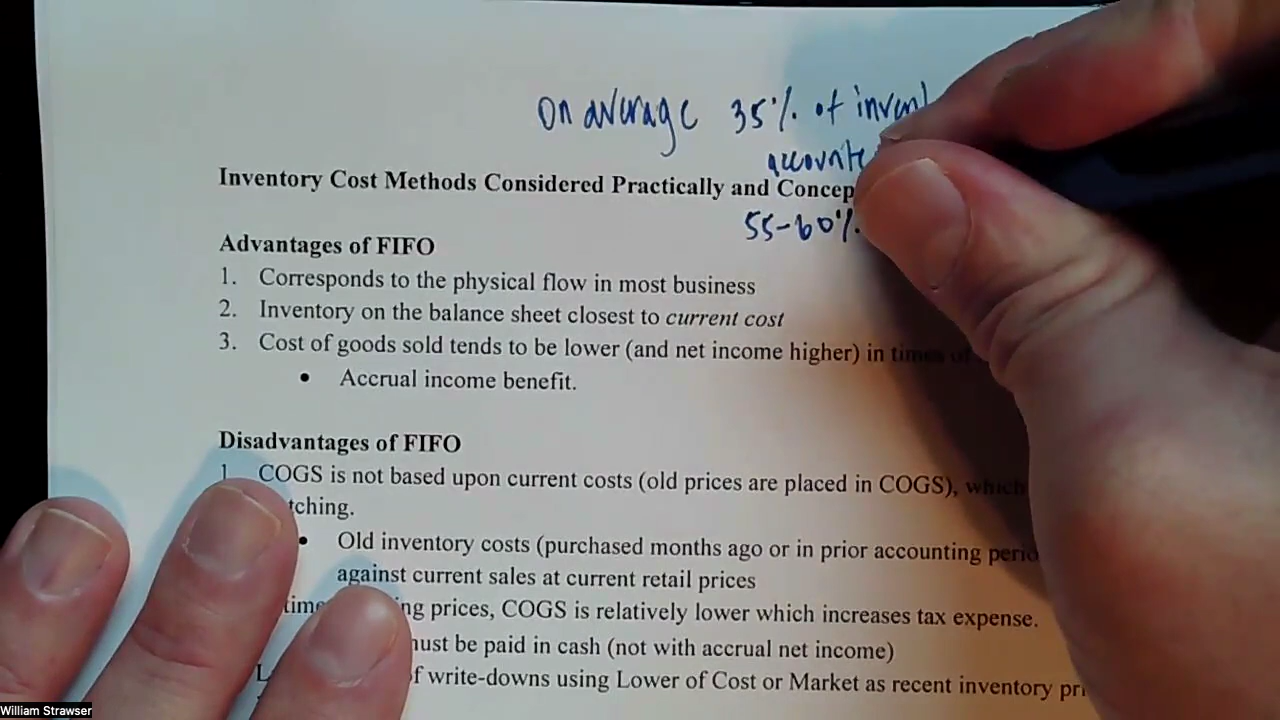 on average 35% of invent
accounte
Inventory Cost Methods Considered Practically and Concep
55-60%
Advantages of FIFO
1. Corresponds to the physical flow in most business
2. Inventory on the balance sheet closest to current cost
3. Cost of goods sold tends to be lower (and net income higher) in times of
• Accrual income benefit.
Disadvantages of FIFO
1 COGS is not based upon current costs (old prices are placed in COGS), which
tching.
• Old inventory costs (purchased months ago or in prior accounting perio
against current sales at current retail prices
time ng prices, COGS is relatively lower which increases tax expense.
must be paid in cash (not with accrual net income)
L f write-downs using Lower of Cost or Market as recent inventory pri
William Strawser